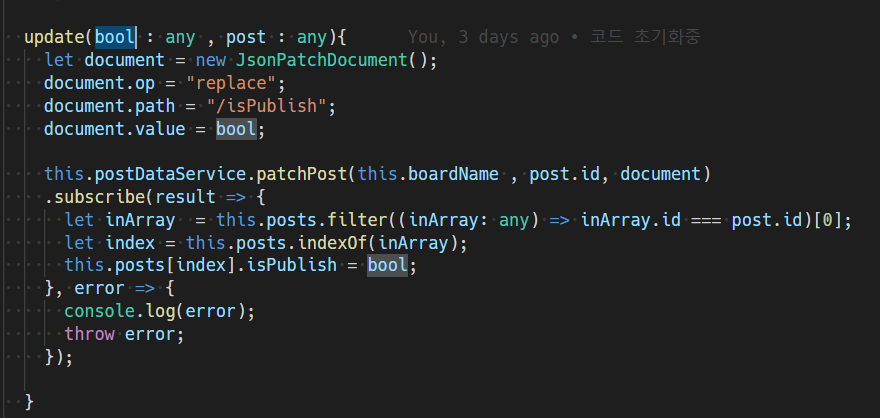 update(bool : any , post : any){ You, 3 days ago • 코드 초기화중
let document = new JsonPatchDocument();
document.op = "replace";
document.path = "/isPublish";
document.value = bool;
this.postDataService.patchPost(this.boardName , post.id, document)
.subscribe(result => {
let inArray = this.posts.filter((inArray: any) => inArray.id === post.id)[0];
let index = this.posts.indexOf(inArray);
this.posts[index].isPublish = bool;
}, error => {
console.log(error);
throw error;
});
}